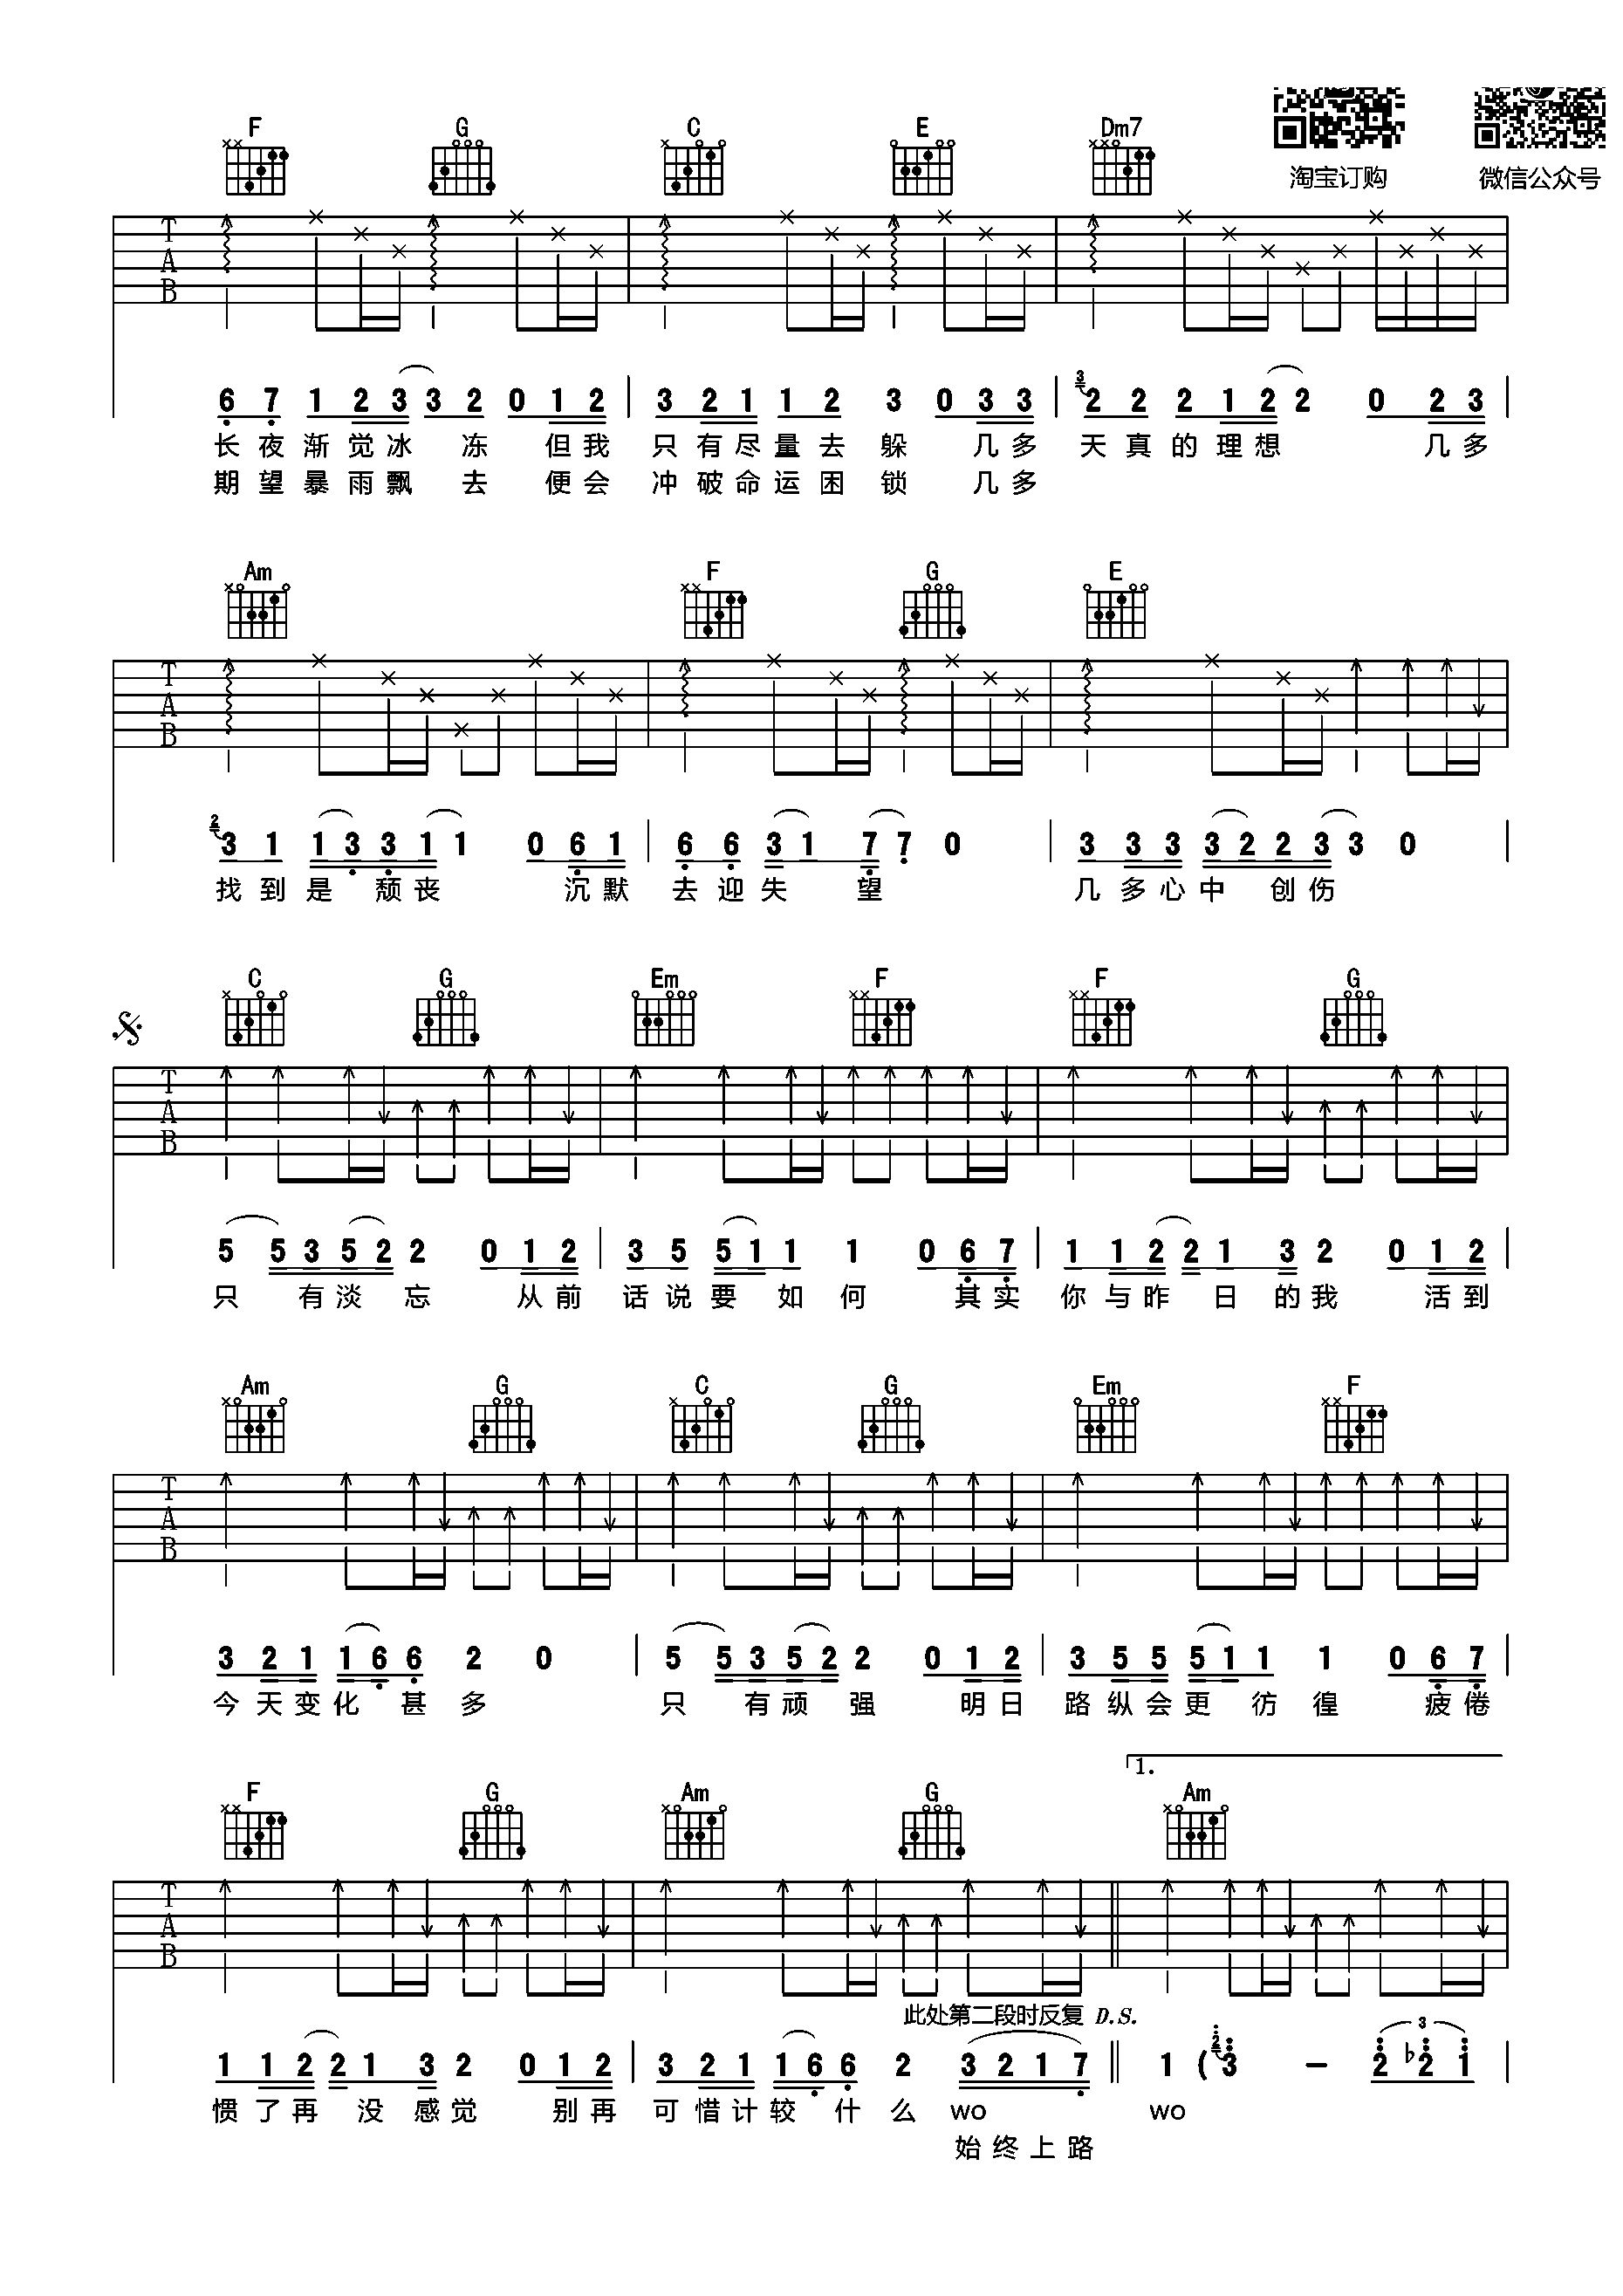 淘宝订购 微信公众号
F G C E Dm7
T A B
3
6 7 1 2 3 3 2 0 1 2 | 3 2 1 1 2 3 0 3 3 | 2 2 2 1 2 2 0 2 3 |
长夜渐觉冰 冻 但我 只有尽量去躲 几多 天真的理想 几多
期望暴雨飘 去 便会 冲破命运困锁 几多
Am F G E
T A B
2
3 1 1 3 3 1 1 0 6 1 | 6 6 3 1 7 7 0 | 3 3 3 3 2 2 3 3 0 |
找到是 颓丧 沉默 去迎失 望 几多心中 创伤
C G Em F F G
T A B
5 5 3 5 2 2 0 1 2 | 3 5 5 1 1 1 0 6 7 | 1 1 2 2 1 3 2 0 1 2 |
只 有淡 忘 从前 话说要 如何 其实 你与昨 日 的我 活到
Am G C G Em F
T A B
3 2 1 1 6 6 2 0 | 5 5 3 5 2 2 0 1 2 | 3 5 5 5 1 1 1 0 6 7 |
今天变化 甚多 只 有顽 强 明日 路纵会更 彷徨 疲倦
1.
F G Am G Am
T A B
此处第二段时反复 D.S.
2 3
1 1 2 2 1 3 2 0 1 2 | 3 2 1 1 6 6 2 3 2 1 7 || 1 ( 3 – 2 ♭2 1 |
惯了再 没 感觉 别再 可惜计较 什么 wo wo
始终上路